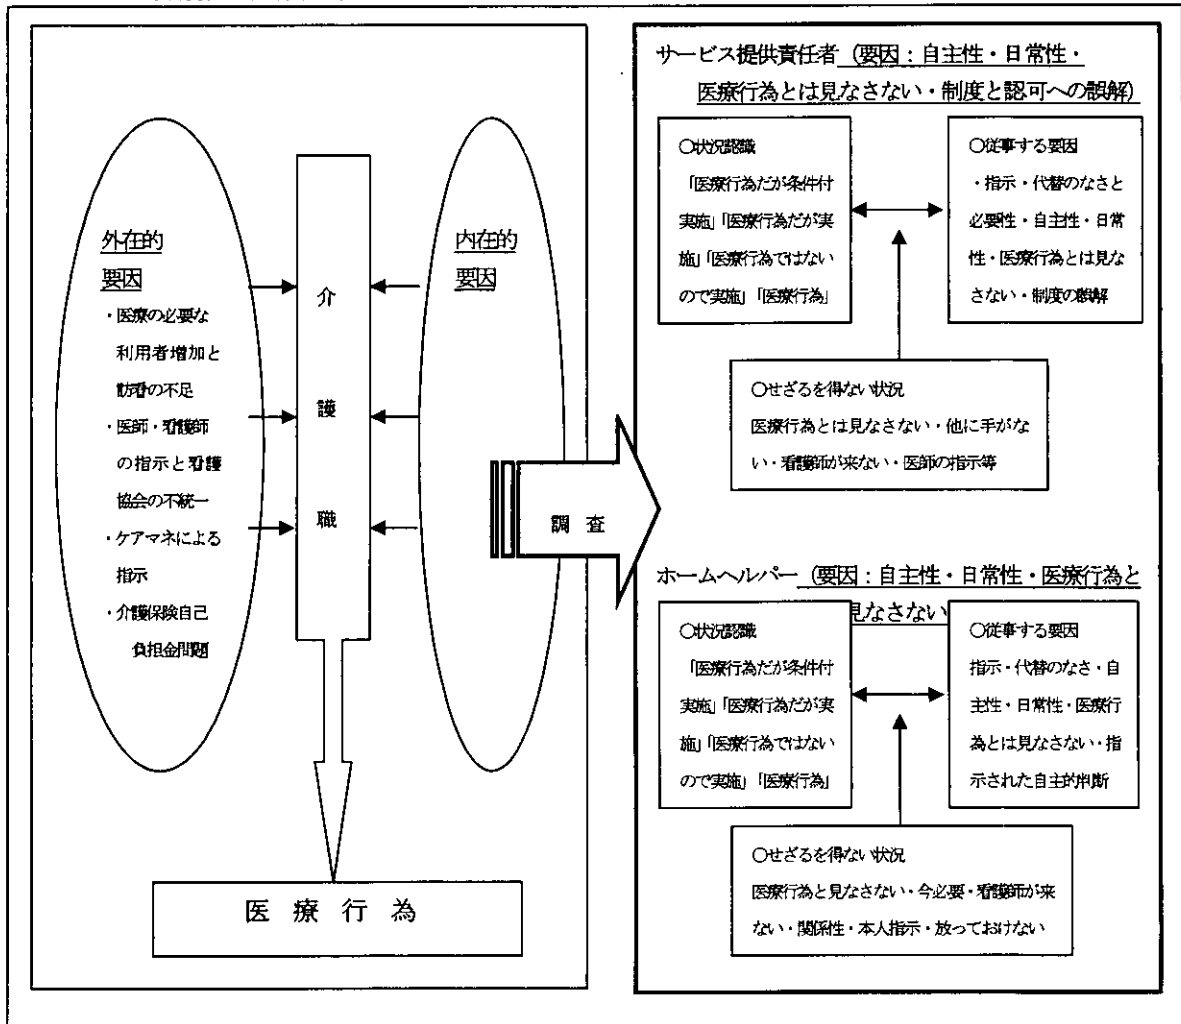 外在的
要因
・医療の必要な
利用者増加と
訪看の不足
・医師・看護師
の指示と看護
協会の不統一
・ケアマネによる
指示
・介護保険自己
負担金問題
介
護
職
内在的
要因
医 療 行 為
調 査
サービス提供責任者（要因：自主性・日常性・
医療行為とは見なさない・制度と認可への誤解）
○状況認識
「医療行為だが条件付
実施」「医療行為だが実
施」「医療行為ではない
ので実施」「医療行為」
○従事する要因
・指示・代替のなさと
必要性・自主性・日常
性・医療行為とは見な
さない・制度の誤解
○せざるを得ない状況
医療行為とは見なさない・他に手がな
い・看護師が来ない・医師の指示等
ホームヘルパー（要因：自主性・日常性・医療行為と
見なさない
○状況認識
「医療行為だが条件付
実施」「医療行為だが実
施」「医療行為ではない
ので実施」「医療行為」
○従事する要因
指示・代替のなさ・自
主性・日常性・医療行
為とは見なさない・指
示された自主的判断
○せざるを得ない状況
医療行為と見なさない・今必要・看護師が来
ない・関係性・本人指示・放っておけない